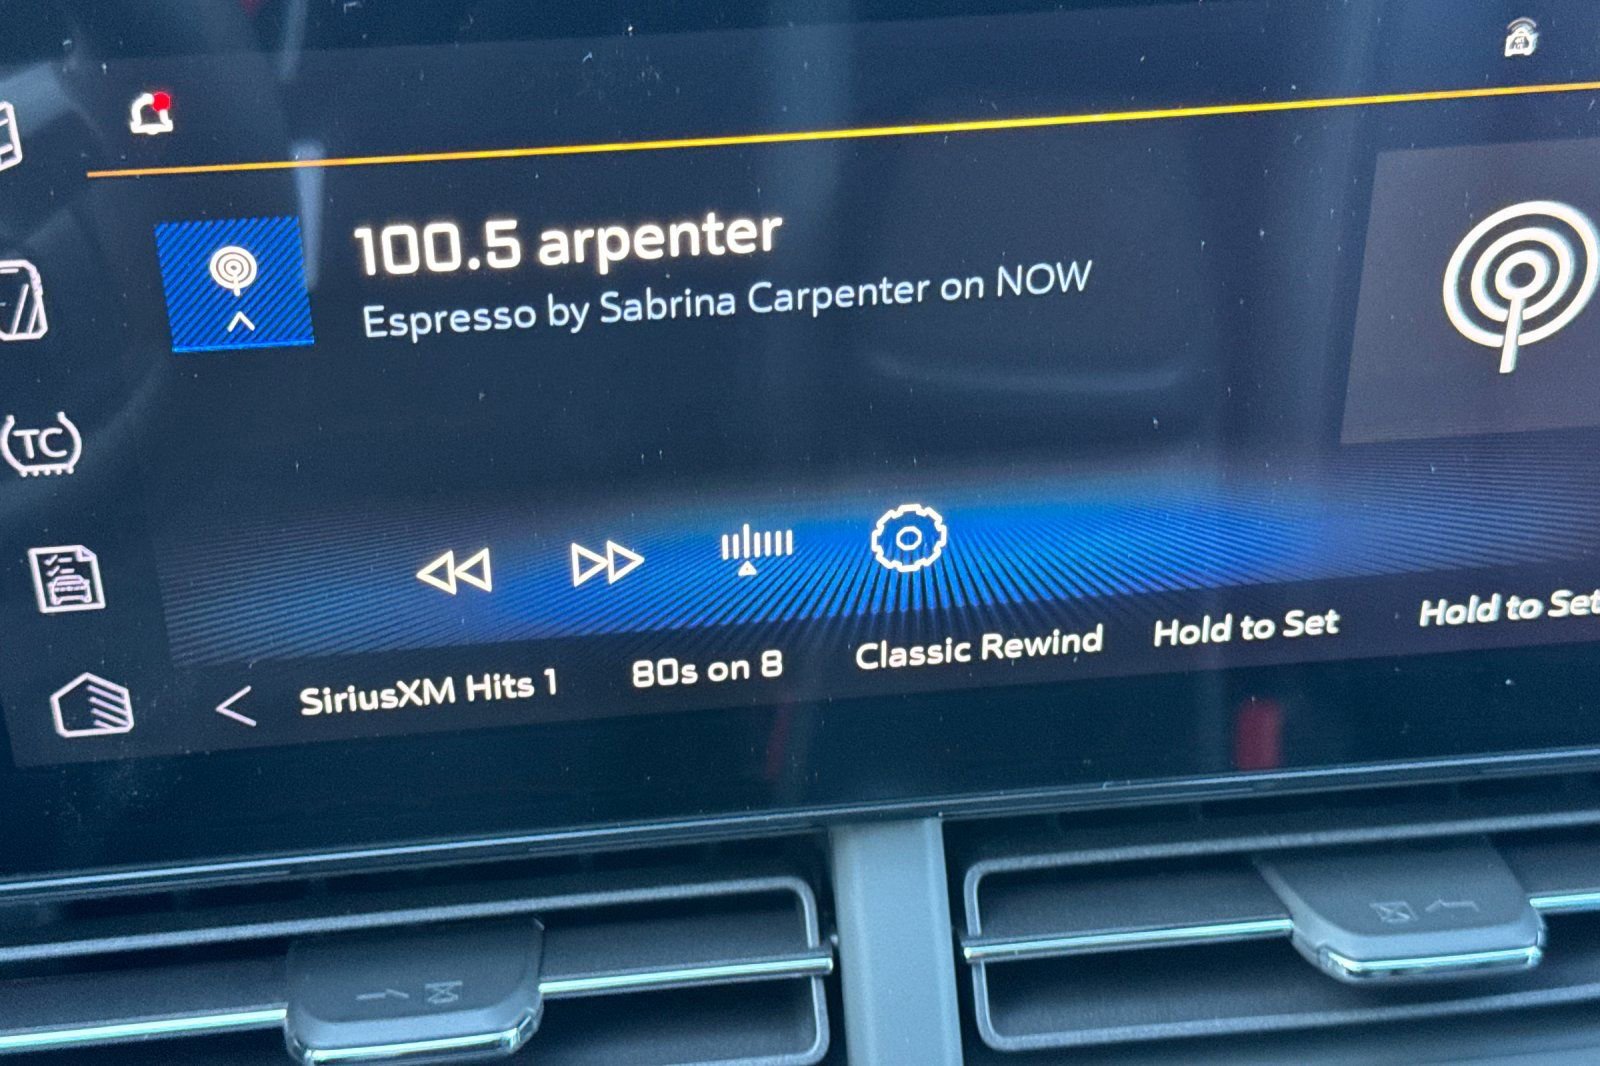 100.5 arpenter
Espresso by Sabrina Carpenter on NOW
TC
SiriusXM Hits 1
80s on 8
Classic Rewind
Hold to Set
Hold to Set